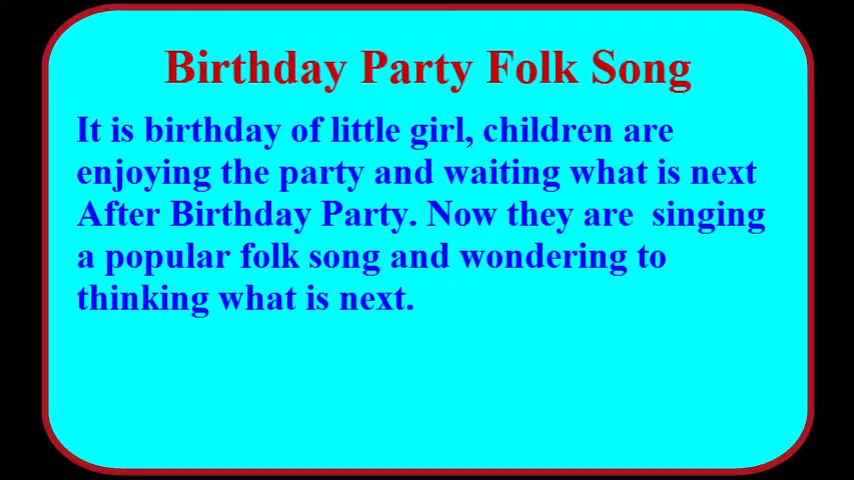 Birthday Party Folk Song
It is birthday of little girl, children are
enjoying the party and waiting what is next
After Birthday Party. Now they are  singing
a popular folk song and wondering to
thinking what is next.